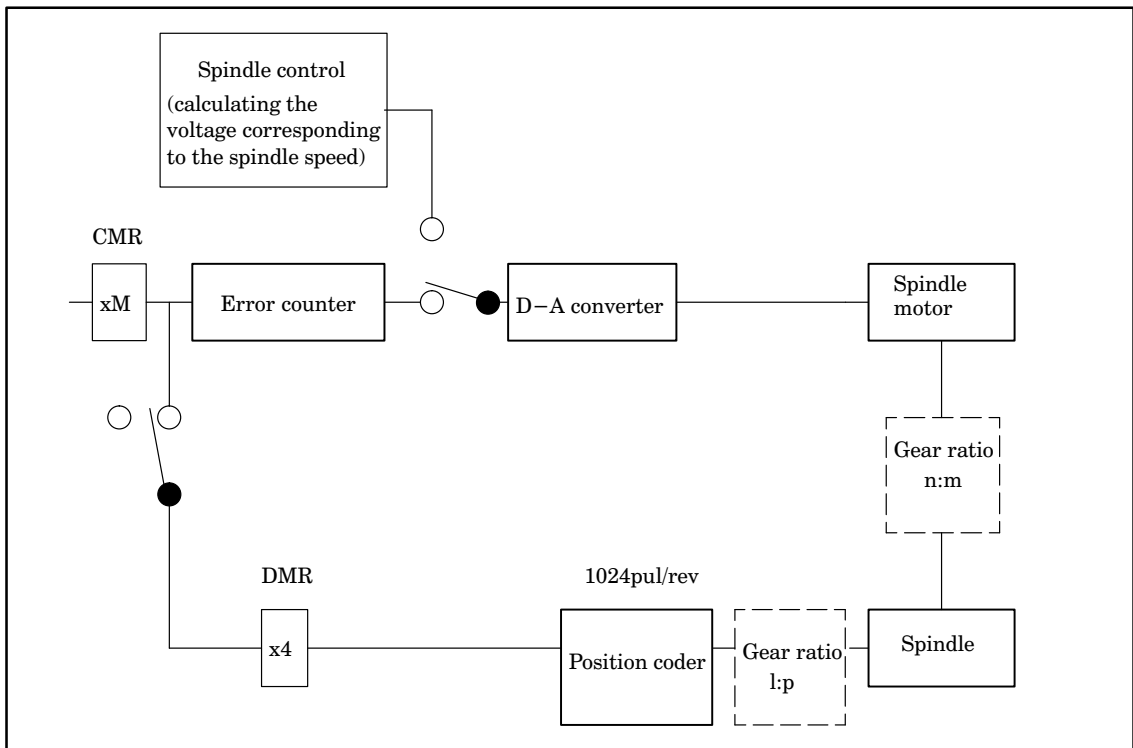 Spindle control
(calculating the
voltage corresponding
to the spindle speed)
CMR
xM
Error counter
D−A converter
Spindle
motor
Gear ratio
n:m
DMR
1024pul/rev
x4
Position coder
Gear ratio
l:p
Spindle